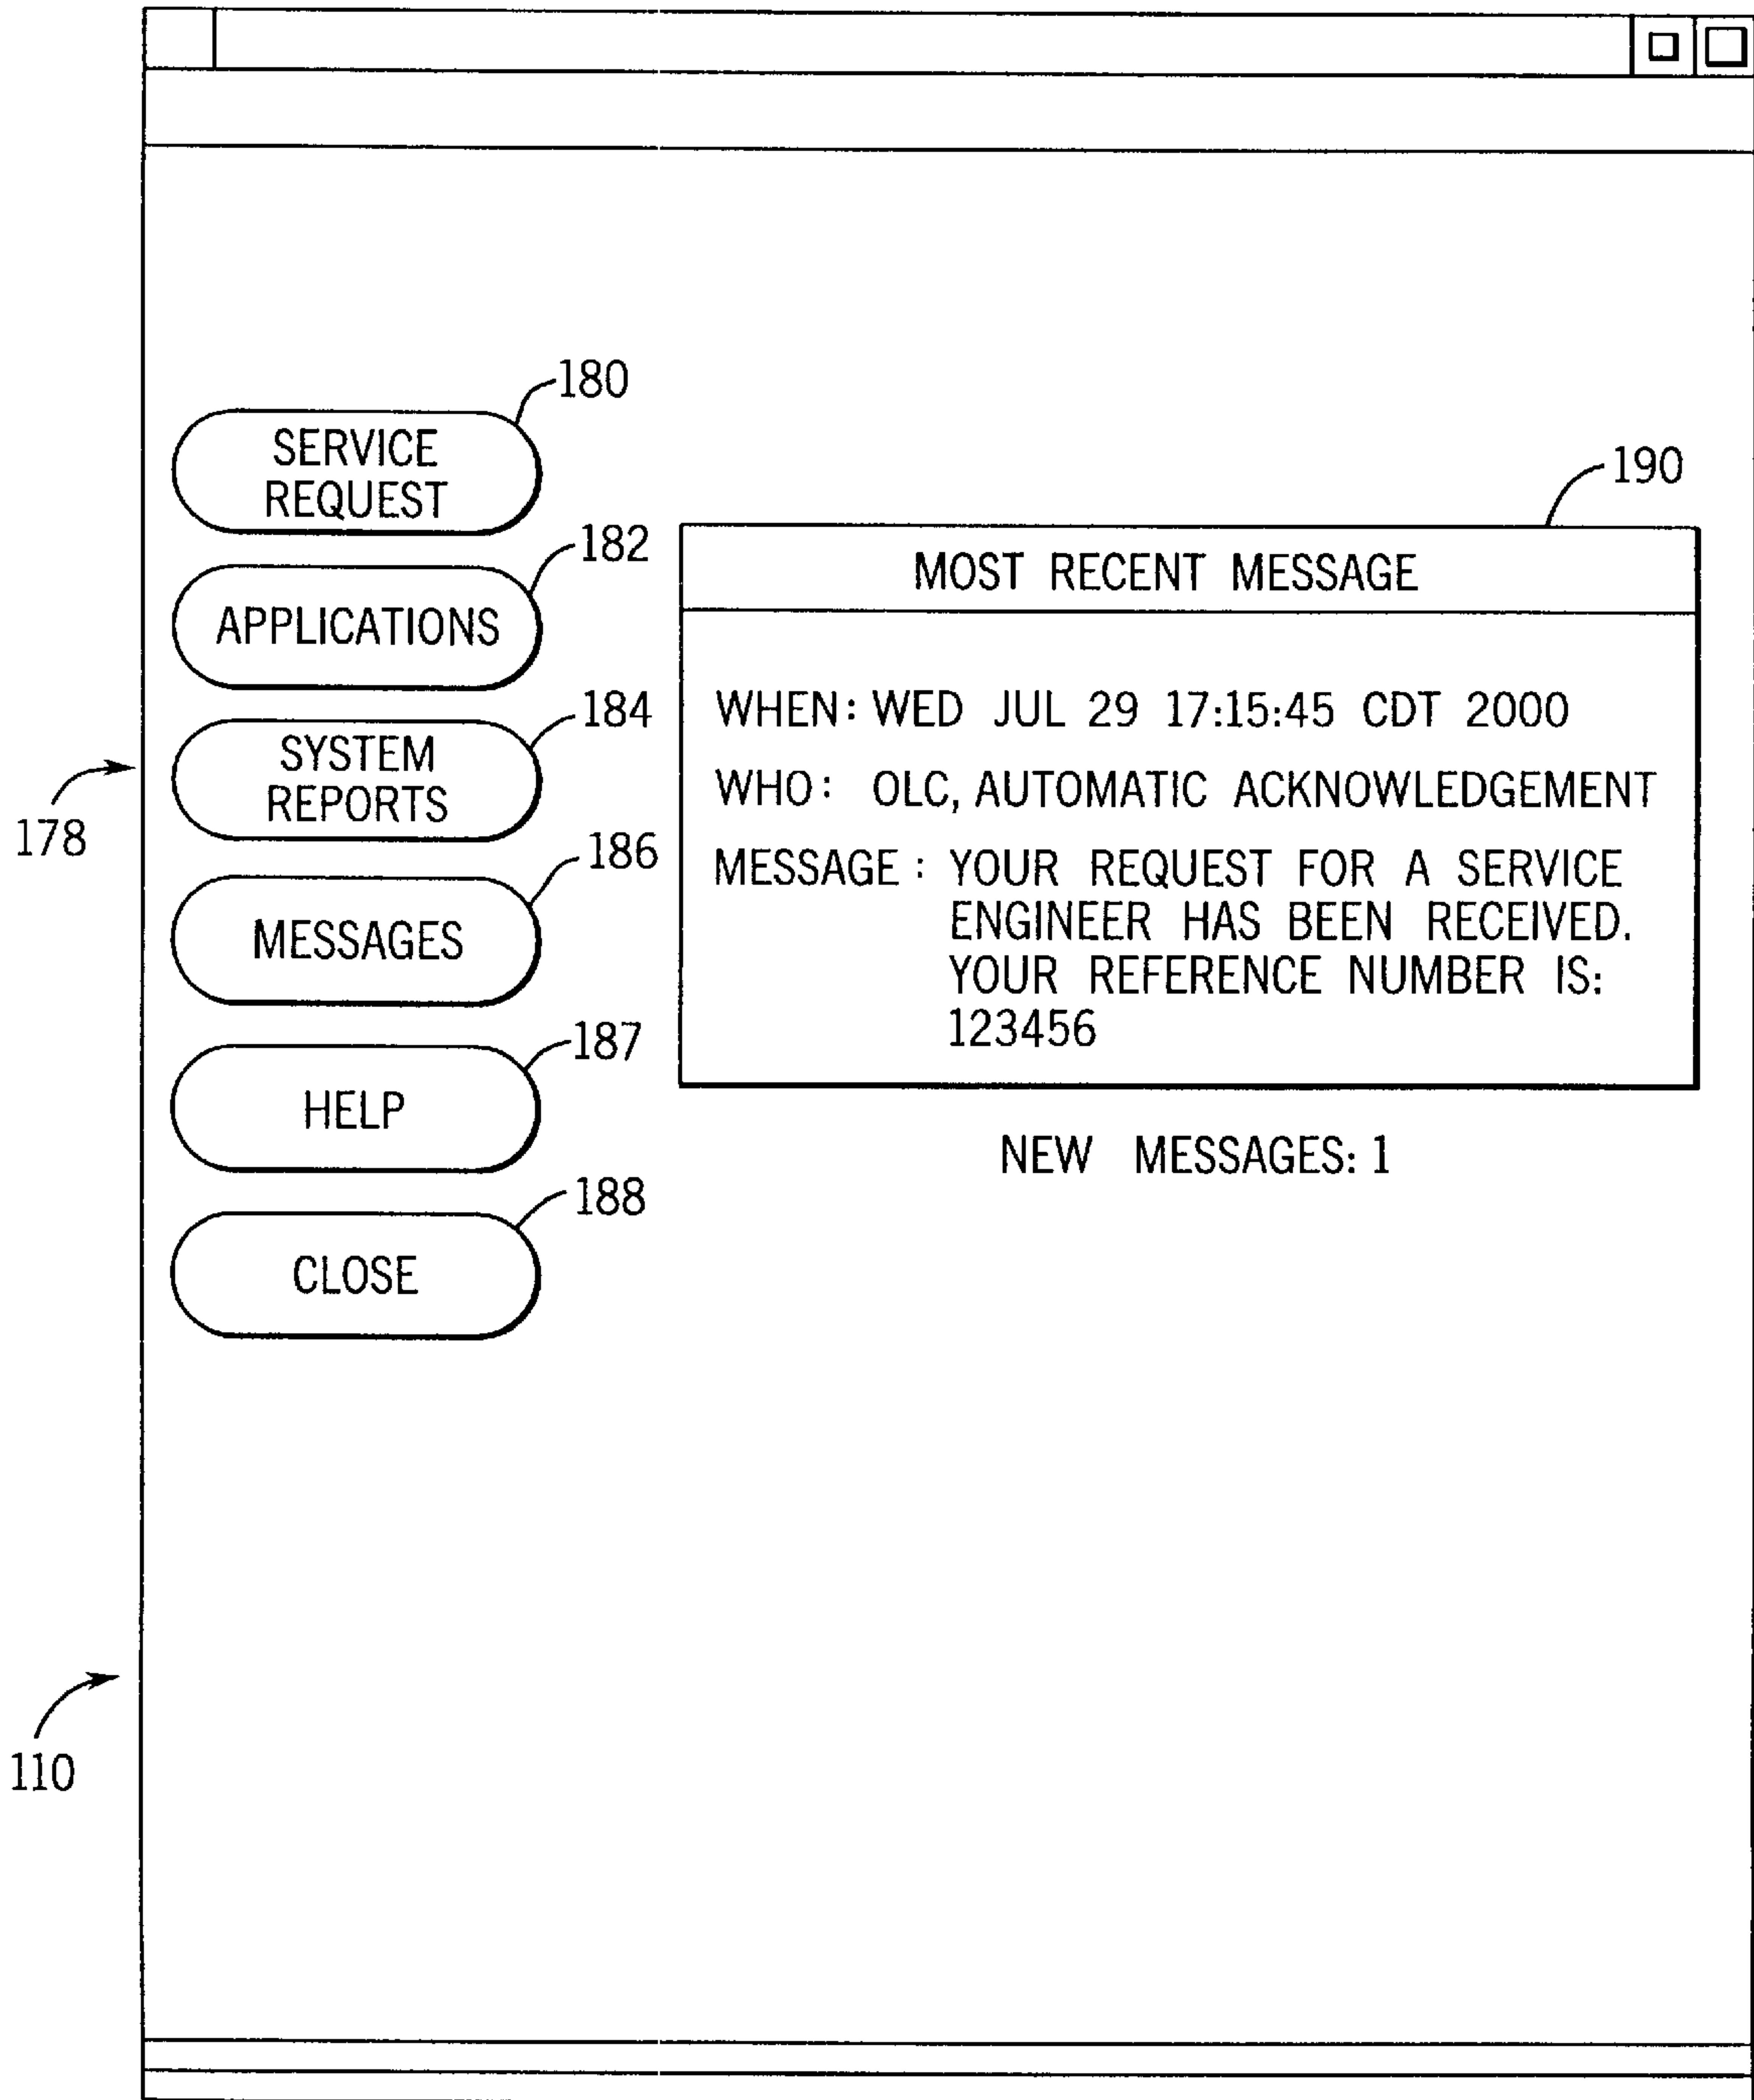 180
SERVICE
REQUEST
190
182
MOST RECENT MESSAGE
APPLICATIONS
184
WHEN: WED JUL 29 17:15:45 CDT 2000
SYSTEM
REPORTS
WHO: OLC, AUTOMATIC ACKNOWLEDGEMENT
178
186
MESSAGE: YOUR REQUEST FOR A SERVICE
ENGINEER HAS BEEN RECEIVED.
YOUR REFERENCE NUMBER IS:
123456
MESSAGES
187
HELP
NEW MESSAGES: 1
188
CLOSE
110